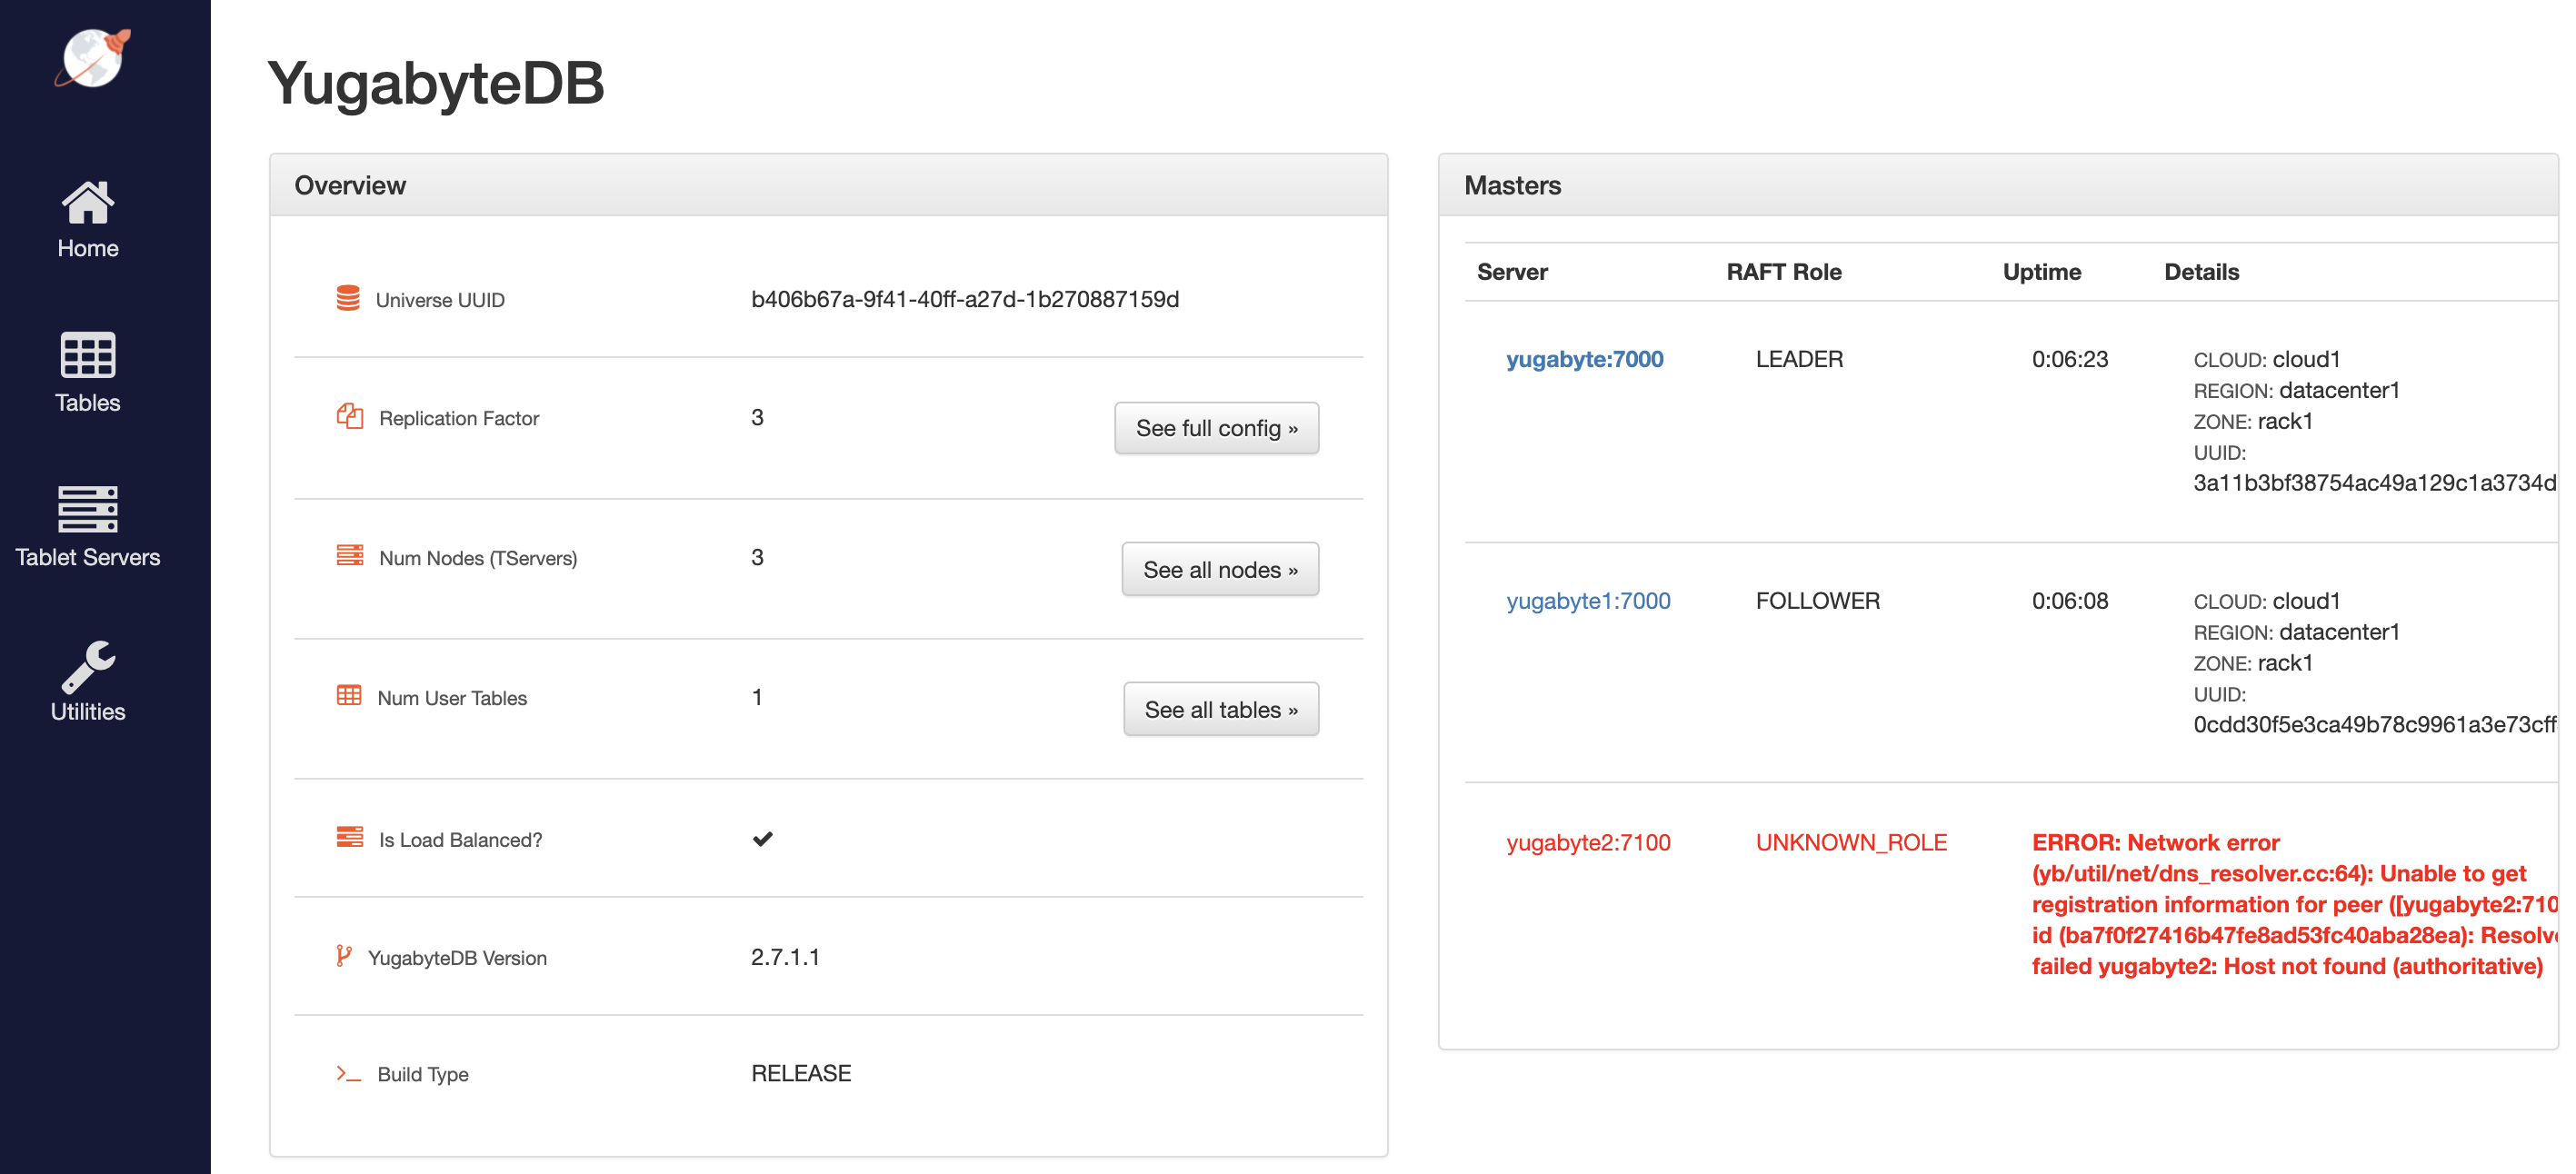 Home
Tables
Tablet Servers
Utilities
YugabyteDB
Overview
Universe UUID b406b67a-9f41-40ff-a27d-1b270887159d
Replication Factor 3 See full config »
Num Nodes (TServers) 3 See all nodes »
Num User Tables 1 See all tables »
Is Load Balanced? ✔
YugabyteDB Version 2.7.1.1
Build Type RELEASE
Masters
Server RAFT Role Uptime Details
yugabyte:7000 LEADER 0:06:23 CLOUD: cloud1
REGION: datacenter1
ZONE: rack1
UUID:
3a11b3bf38754ac49a129c1a3734d
yugabyte1:7000 FOLLOWER 0:06:08 CLOUD: cloud1
REGION: datacenter1
ZONE: rack1
UUID:
0cdd30f5e3ca49b78c9961a3e73cff
yugabyte2:7100 UNKNOWN_ROLE ERROR: Network error
(yb/util/net/dns_resolver.cc:64): Unable to get
registration information for peer ([yugabyte2:710
id (ba7f0f27416b47fe8ad53fc40aba28ea): Resolve
failed yugabyte2: Host not found (authoritative)